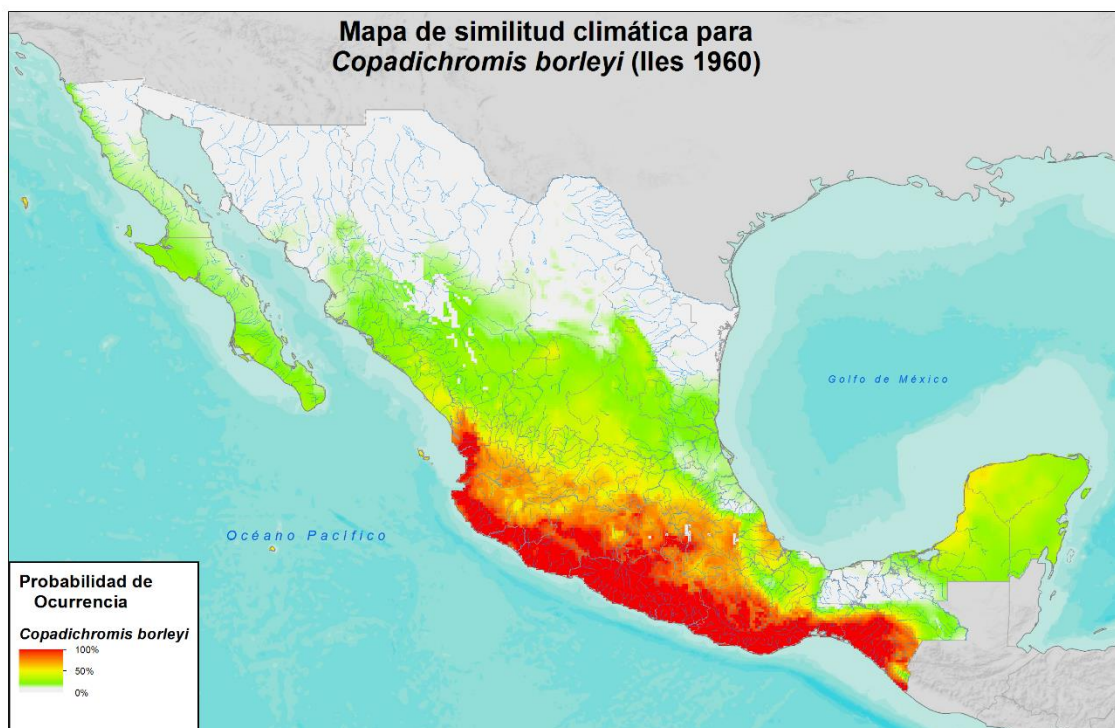 Mapa de similitud climática para
Copadichromis borleyi (Iles 1960)
Golfo de México
Océano Pacífico
Probabilidad de
Ocurrencia
Copadichromis borleyi
100%
50%
0%